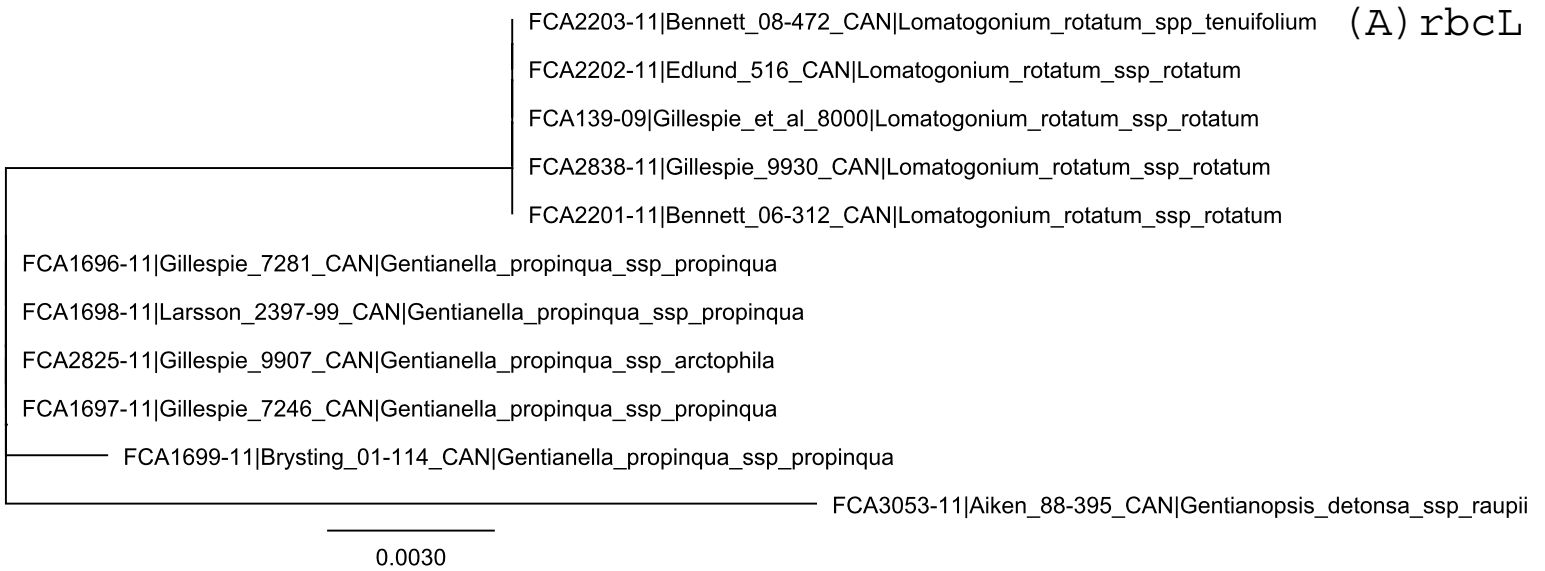 FCA2203-11|Bennett_08-472_CAN|Lomatogonium_rotatum_spp_tenuifolium (A) rbcL
FCA2202-11|Edlund_516_CAN|Lomatogonium_rotatum_ssp_rotatum
FCA139-09|Gillespie_et_al_8000|Lomatogonium_rotatum_ssp_rotatum
FCA2838-11|Gillespie_9930_CAN|Lomatogonium_rotatum_ssp_rotatum
FCA2201-11|Bennett_06-312_CAN|Lomatogonium_rotatum_ssp_rotatum
FCA1696-11|Gillespie_7281_CAN|Gentianella_propinqua_ssp_propinqua
FCA1698-11|Larsson_2397-99_CAN|Gentianella_propinqua_ssp_propinqua
FCA2825-11|Gillespie_9907_CAN|Gentianella_propinqua_ssp_arctophila
FCA1697-11|Gillespie_7246_CAN|Gentianella_propinqua_ssp_propinqua
FCA1699-11|Brysting_01-114_CAN|Gentianella_propinqua_ssp_propinqua
FCA3053-11|Aiken_88-395_CAN|Gentianopsis_detonsa_ssp_raupii
0.0030